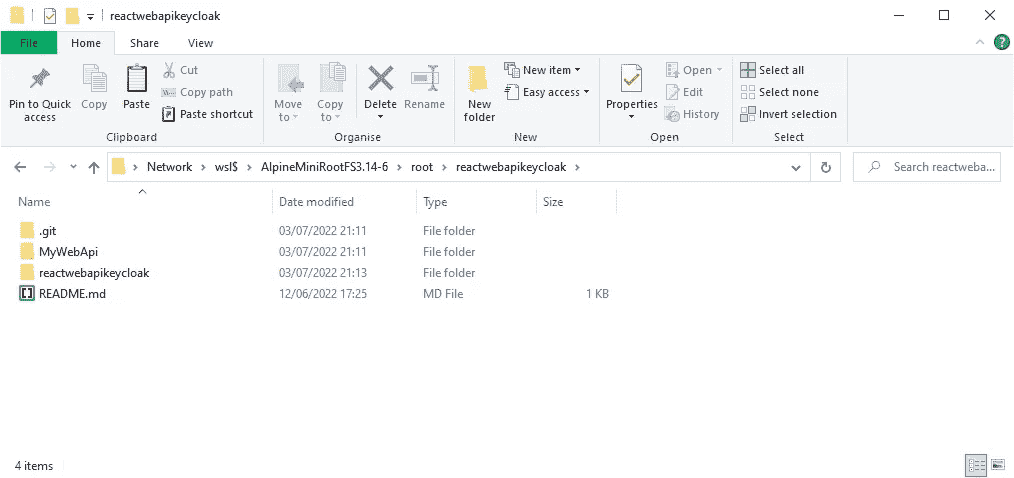 reactwebapikeycloak
File Home Share View
Pin to Quick access
Copy
Paste
Cut
Copy path
Paste shortcut
Clipboard
Move to
Copy to
Delete
Rename
Organise
New folder
New item
Easy access
New
Properties
Open
Edit
History
Open
Select all
Select none
Invert selection
Select
Network wsl$ AlpineMiniRootFS3.14-6 root reactwebapikeycloak
Search reactweba...
Name Date modified Type Size
.git 03/07/2022 21:11 File folder
MyWebApi 03/07/2022 21:11 File folder
reactwebapikeycloak 03/07/2022 21:13 File folder
README.md 12/06/2022 17:25 MD File 1 KB
4 items